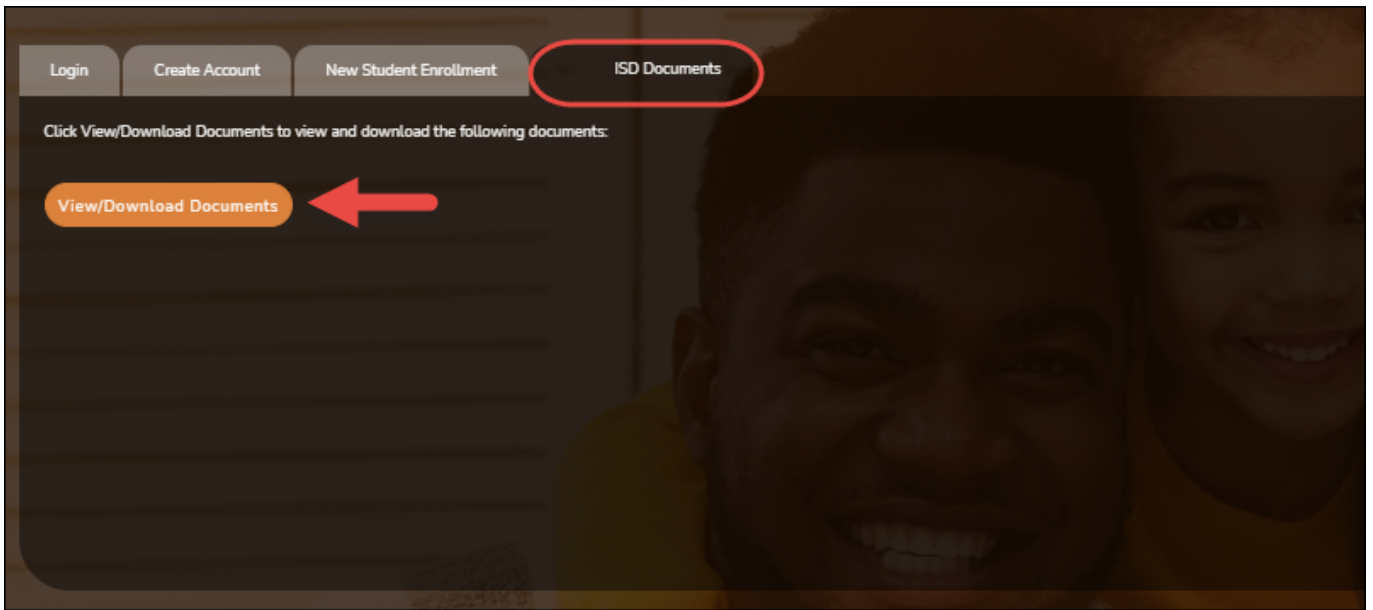 Login
Create Account
New Student Enrollment
ISD Documents
Click View/Download Documents to view and download the following documents:
View/Download Documents